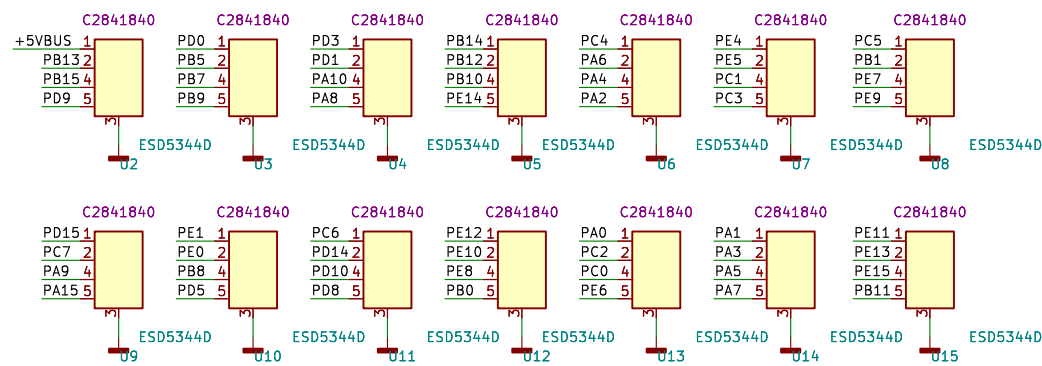 C2841840 C2841840 C2841840 C2841840 C2841840 C2841840 C2841840
+5VBUS 1 PD0 1 PD3 1 PB14 1 PC4 1 PE4 1 PC5 1
PB13 2 PB5 2 PD1 2 PB12 2 PA6 2 PE5 2 PB1 2
PB15 4 PB7 4 PA10 4 PB10 4 PA4 4 PC1 4 PE7 4
PD9 5 PB9 5 PA8 5 PE14 5 PA2 5 PC3 5 PE9 5
3 3 3 3 3 3 3
ESD5344D ESD5344D ESD5344D ESD5344D ESD5344D ESD5344D ESD5344D
U2 U3 U4 U5 U6 U7 U8
C2841840 C2841840 C2841840 C2841840 C2841840 C2841840 C2841840
PD15 1 PE1 1 PC6 1 PE12 1 PA0 1 PA1 1 PE11 1
PC7 2 PE0 2 PD14 2 PE10 2 PC2 2 PA3 2 PE13 2
PA9 4 PB8 4 PD10 4 PE8 4 PC0 4 PA5 4 PE15 4
PA15 5 PD5 5 PD8 5 PB0 5 PE6 5 PA7 5 PB11 5
3 3 3 3 3 3 3
ESD5344D ESD5344D ESD5344D ESD5344D ESD5344D ESD5344D ESD5344D
U9 U10 U11 U12 U13 U14 U15